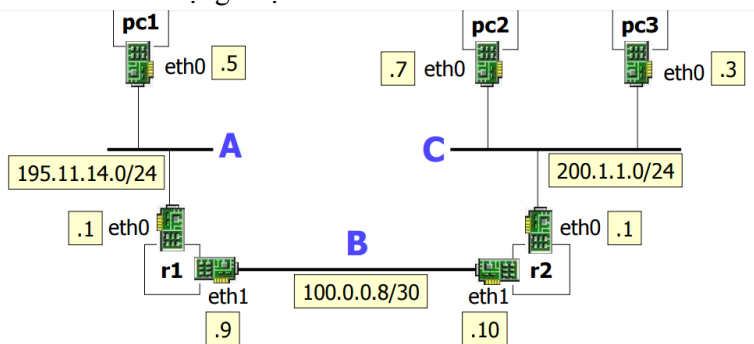 pc1
pc2
pc3
eth0 .5
.7 eth0
eth0 .3
A
C
195.11.14.0/24
200.1.1.0/24
.1 eth0
eth0 .1
B
r1
r2
eth1
100.0.0.8/30
eth1
.9
.10